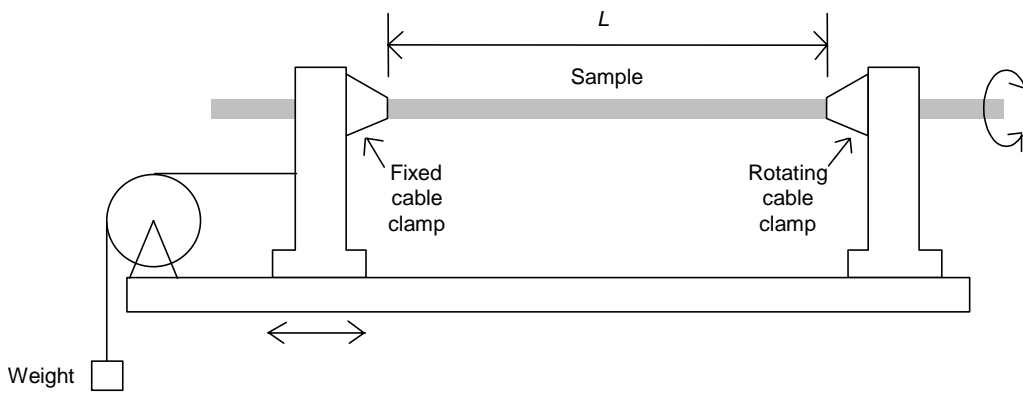 L
Sample
Fixed
cable
clamp
Rotating
cable
clamp
Weight